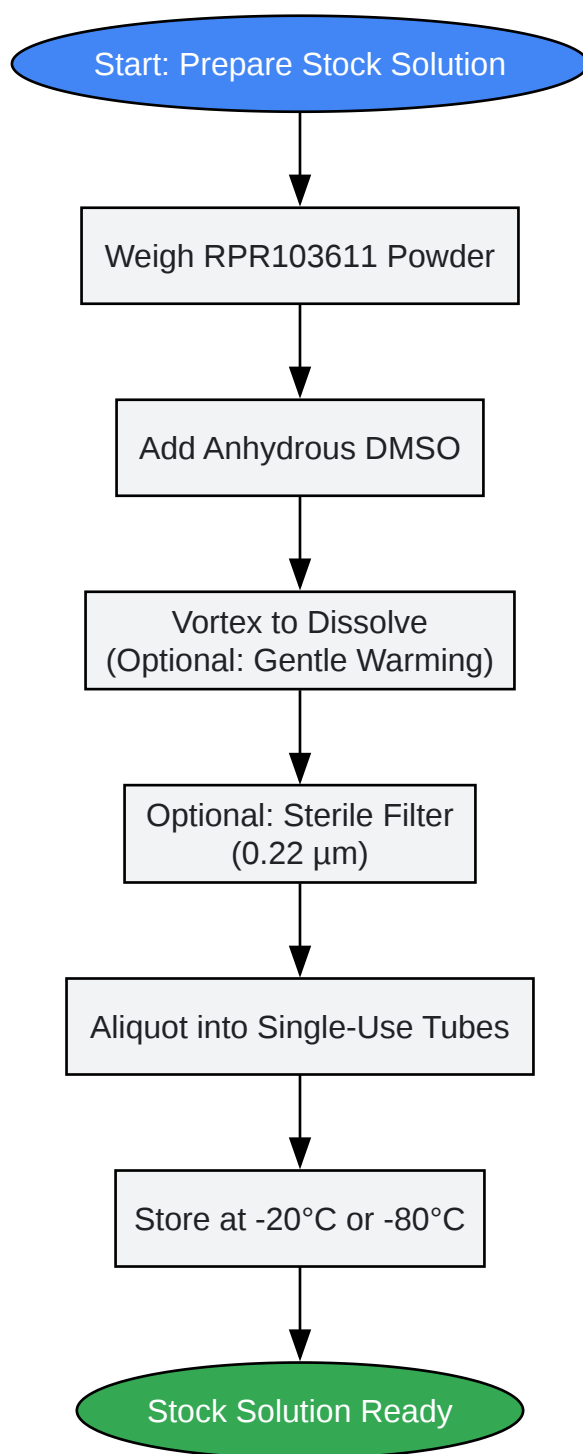 Start: Prepare Stock Solution
Weigh RPR103611 Powder
Add Anhydrous DMSO
Vortex to Dissolve
(Optional: Gentle Warming)
Optional: Sterile Filter
(0.22 µm)
Aliquot into Single-Use Tubes
Store at -20°C or -80°C
Stock Solution Ready